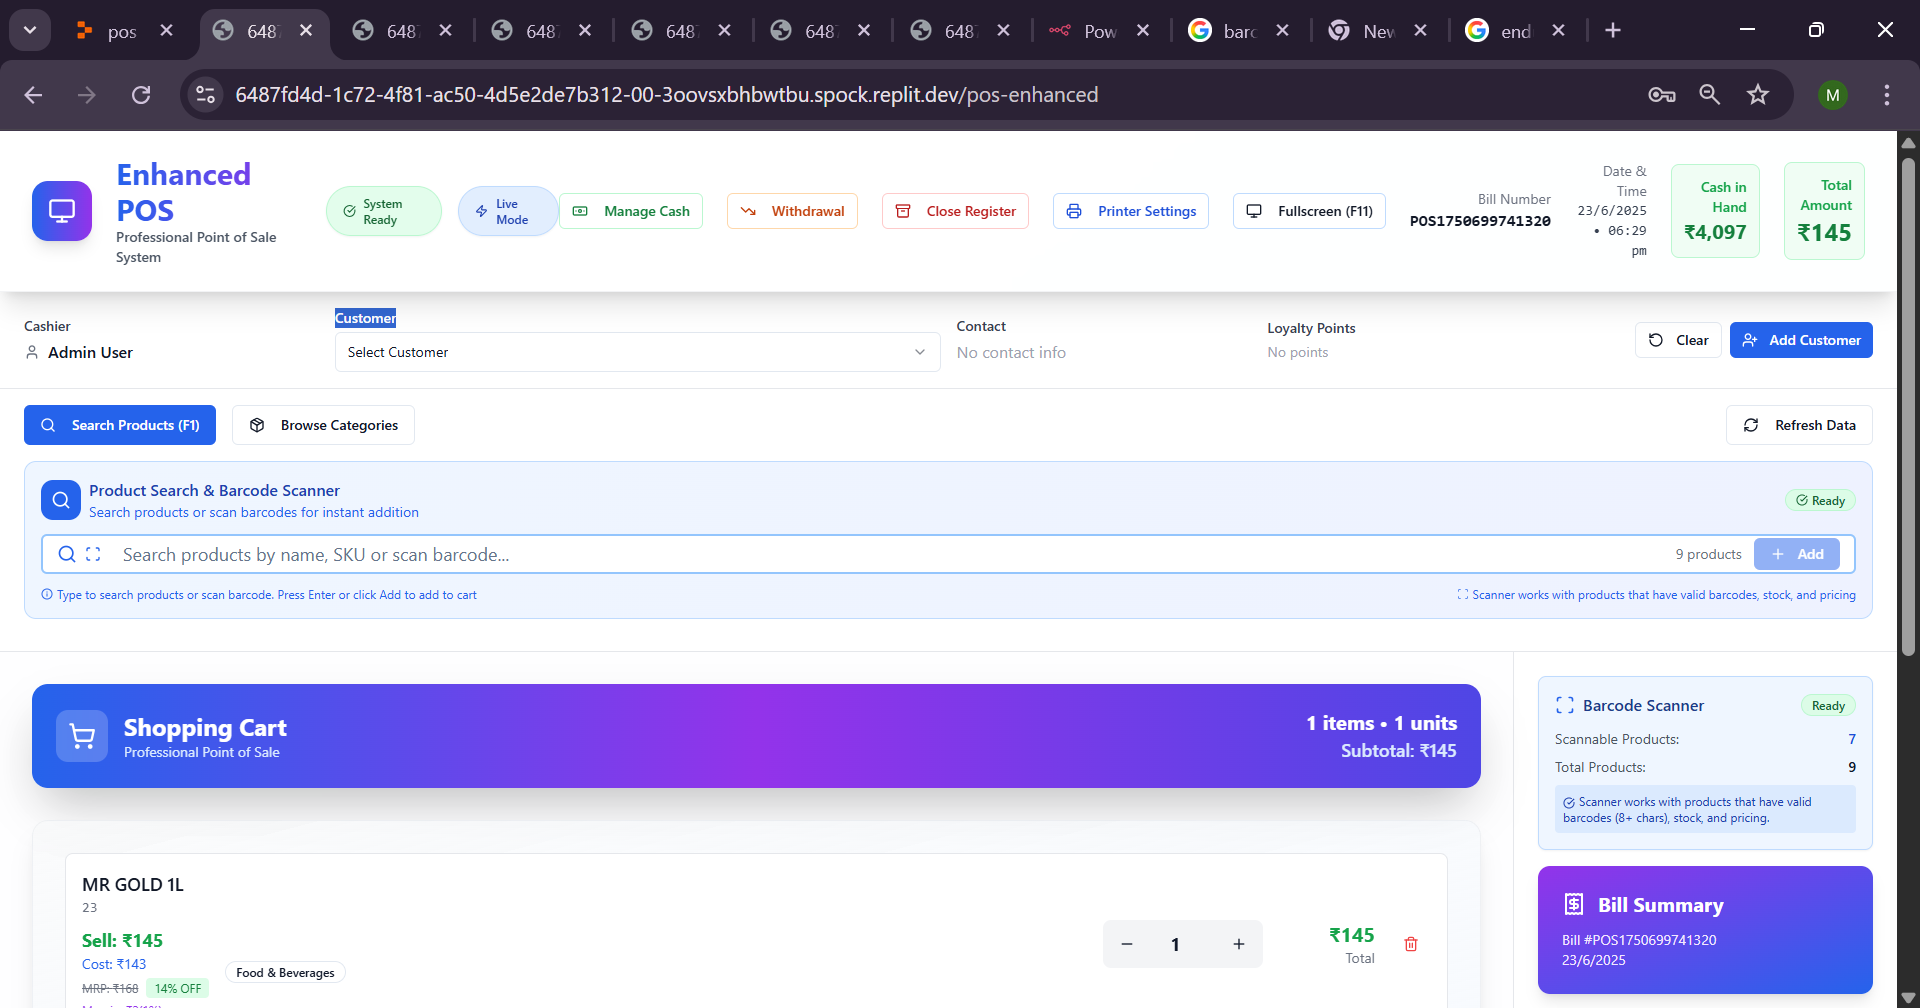 pos
648
648
648
648
648
648
Pow
barc
New
end
6487fd4d-1c72-4f81-ac50-4d5e2de7b312-00-3oovsxbhbwtbu.spock.replit.dev/pos-enhanced
M
Enhanced
POS
Professional Point of Sale
System
System
Ready
Live
Mode
Manage Cash
Withdrawal
Close Register
Printer Settings
Fullscreen (F11)
Bill Number
POS1750699741320
Date &
Time
23/6/2025
• 06:29
pm
Cash in
Hand
₹4,097
Total
Amount
₹145
Cashier
Admin User
Customer
Select Customer
Contact
No contact info
Loyalty Points
No points
Clear
Add Customer
Search Products (F1)
Browse Categories
Refresh Data
Product Search & Barcode Scanner
Search products or scan barcodes for instant addition
Ready
Search products by name, SKU or scan barcode...
9 products
Add
Type to search products or scan barcode. Press Enter or click Add to add to cart
Scanner works with products that have valid barcodes, stock, and pricing
Shopping Cart
Professional Point of Sale
1 items • 1 units
Subtotal: ₹145
Barcode Scanner
Ready
Scannable Products:
7
Total Products:
9
Scanner works with products that have valid
barcodes (8+ chars), stock, and pricing.
MR GOLD 1L
23
Sell: ₹145
Cost: ₹143
MRP: ₹168
14% OFF
Food & Beverages
1
₹145
Total
Bill Summary
Bill #POS1750699741320
23/6/2025